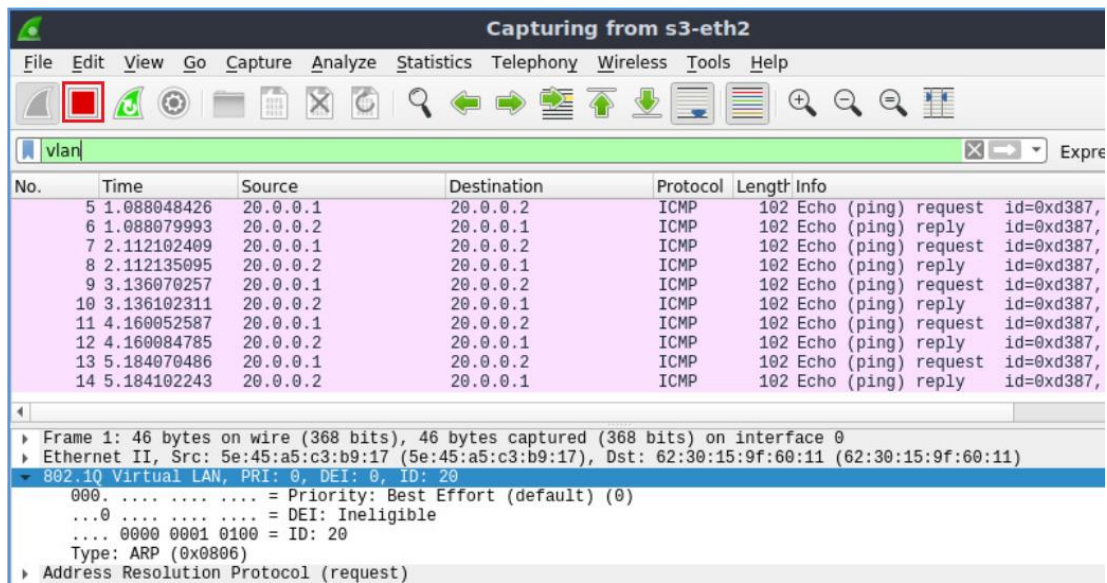 Capturing from s3-eth2
File Edit View Go Capture Analyze Statistics Telephony Wireless Tools Help
vlan Expre
No. Time Source Destination Protocol Length Info
5 1.088048426 20.0.0.1 20.0.0.2 ICMP 102 Echo (ping) request id=0xd387,
6 1.088079993 20.0.0.2 20.0.0.1 ICMP 102 Echo (ping) reply id=0xd387,
7 2.112102409 20.0.0.1 20.0.0.2 ICMP 102 Echo (ping) request id=0xd387,
8 2.112135095 20.0.0.2 20.0.0.1 ICMP 102 Echo (ping) reply id=0xd387,
9 3.136070257 20.0.0.1 20.0.0.2 ICMP 102 Echo (ping) request id=0xd387,
10 3.136102311 20.0.0.2 20.0.0.1 ICMP 102 Echo (ping) reply id=0xd387,
11 4.160052587 20.0.0.1 20.0.0.2 ICMP 102 Echo (ping) request id=0xd387,
12 4.160084785 20.0.0.2 20.0.0.1 ICMP 102 Echo (ping) reply id=0xd387,
13 5.184070486 20.0.0.1 20.0.0.2 ICMP 102 Echo (ping) request id=0xd387,
14 5.184102243 20.0.0.2 20.0.0.1 ICMP 102 Echo (ping) reply id=0xd387,
Frame 1: 46 bytes on wire (368 bits), 46 bytes captured (368 bits) on interface 0
Ethernet II, Src: 5e:45:a5:c3:b9:17 (5e:45:a5:c3:b9:17), Dst: 62:30:15:9f:60:11 (62:30:15:9f:60:11)
802.1Q Virtual LAN, PRI: 0, DEI: 0, ID: 20
000. .... .... .... = Priority: Best Effort (default) (0)
...0 .... .... .... = DEI: Ineligible
.... 0000 0001 0100 = ID: 20
Type: ARP (0x0806)
Address Resolution Protocol (request)